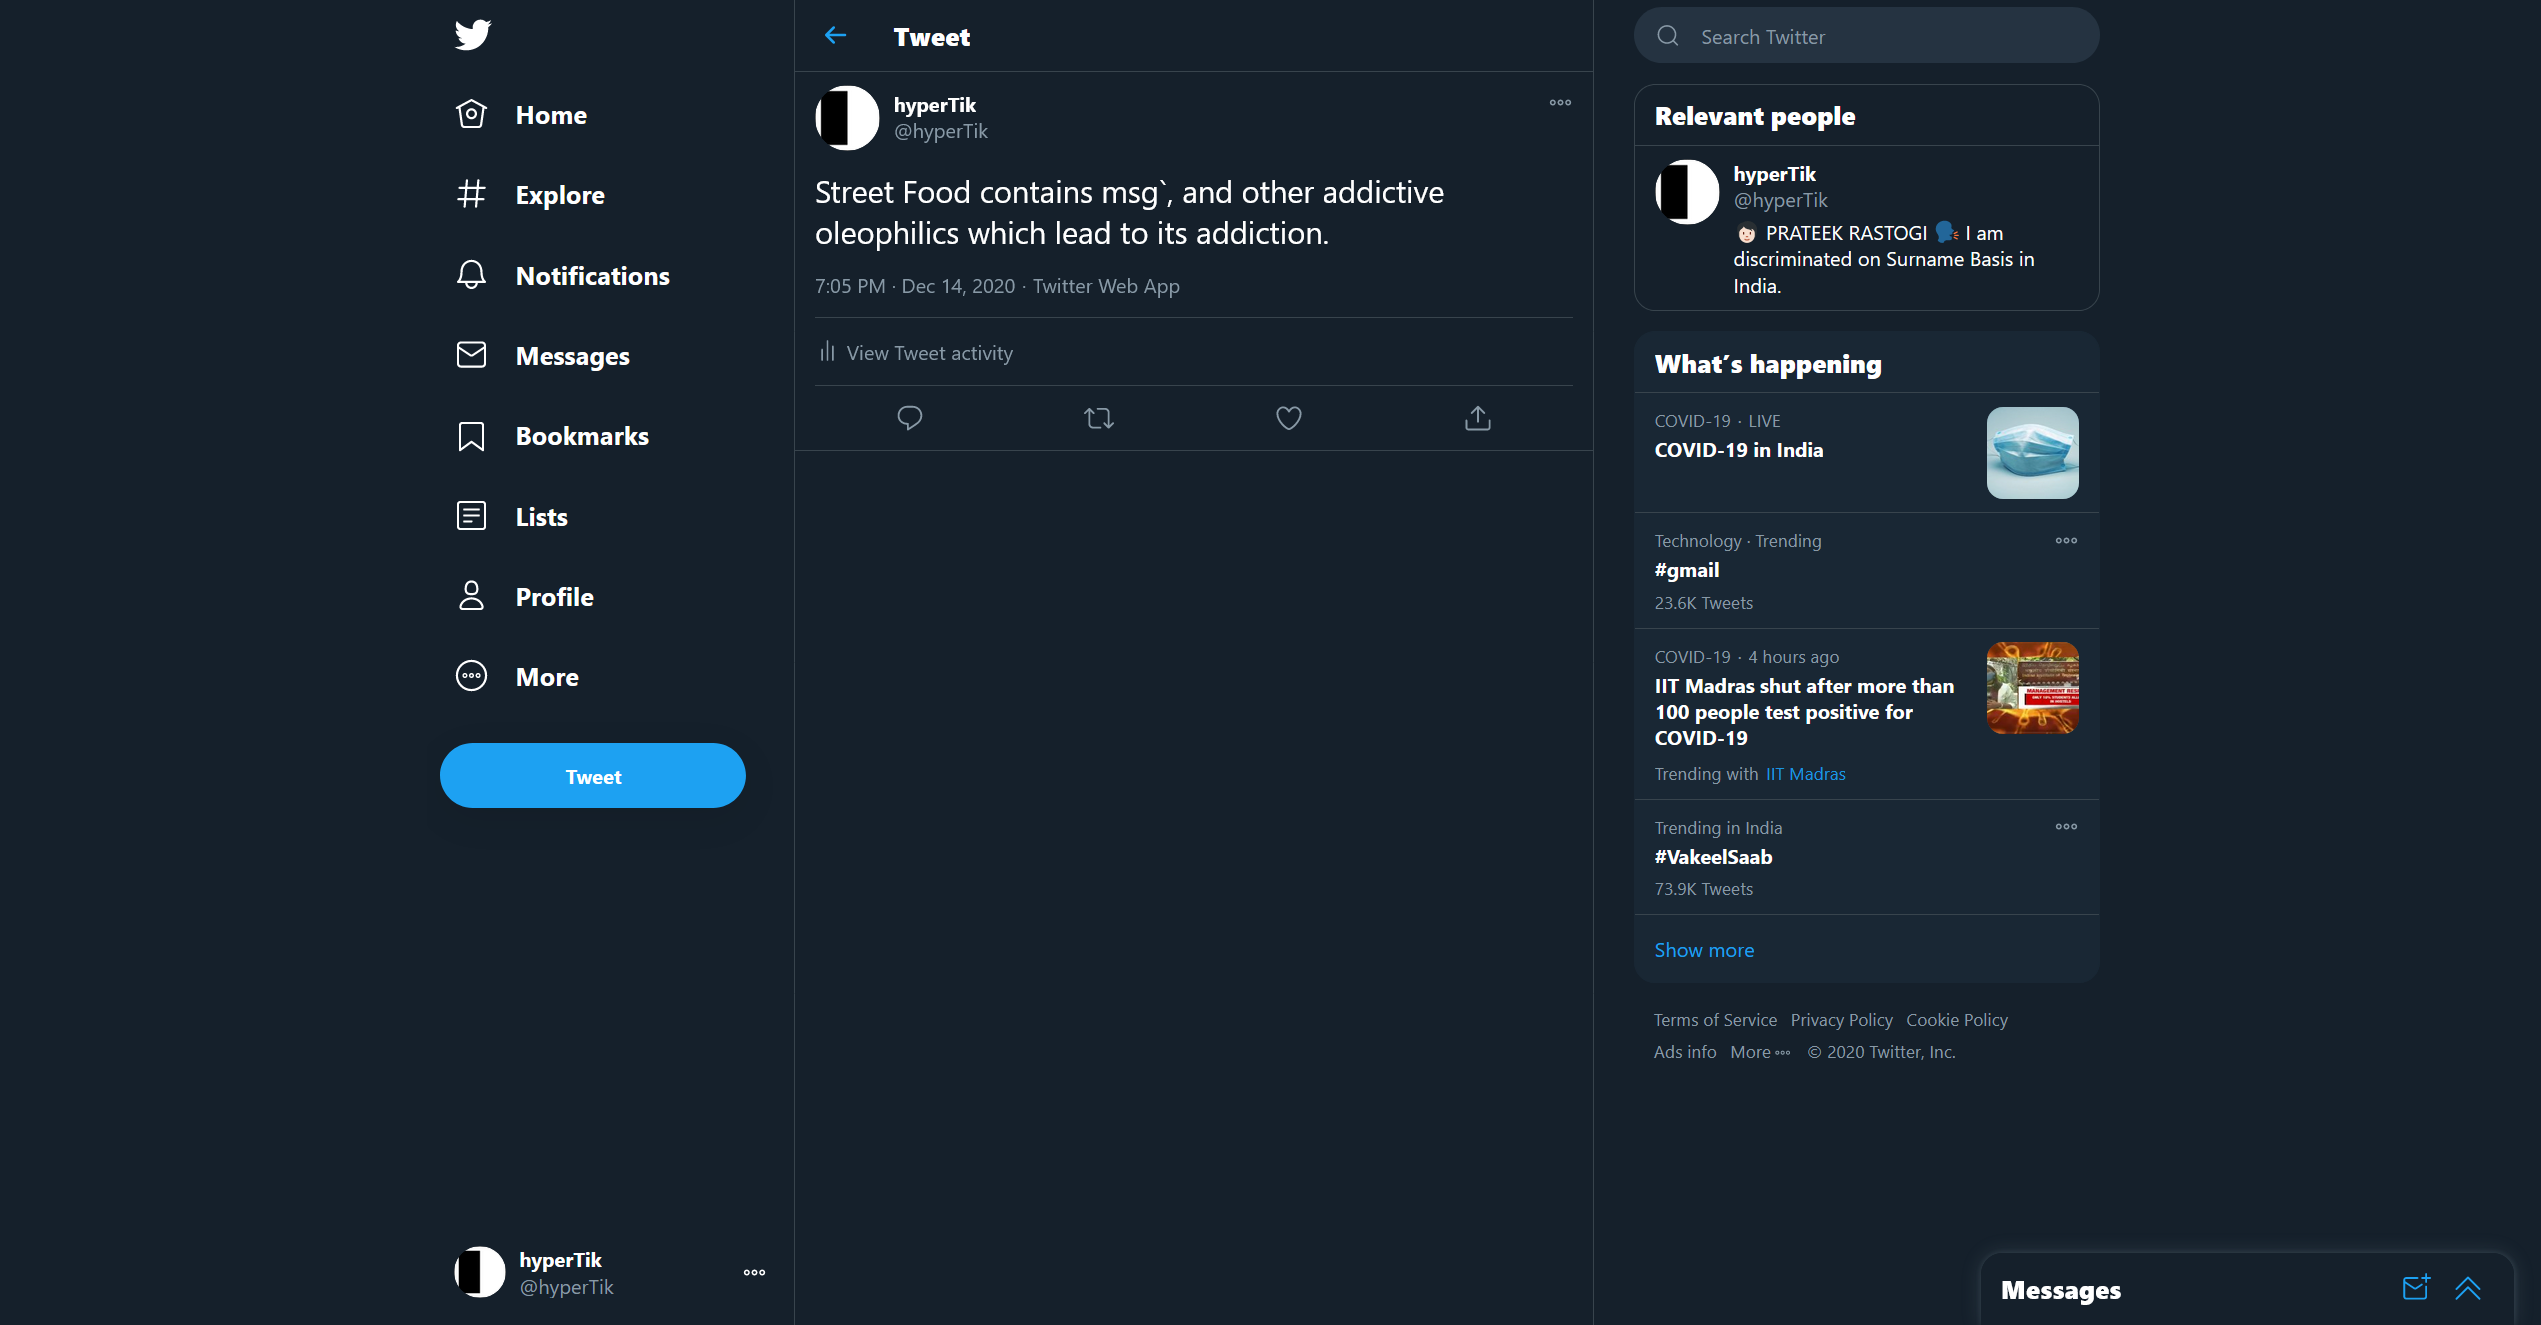 Home
Explore
Notifications
Messages
Bookmarks
Lists
Profile
More
Tweet
hyperTik
@hyperTik
Tweet
hyperTik
@hyperTik
Street Food contains msg`, and other addictive
oleophilics which lead to its addiction.
7:05 PM · Dec 14, 2020 · Twitter Web App
View Tweet activity
Search Twitter
Relevant people
hyperTik
@hyperTik
PRATEEK RASTOGI I am
discriminated on Surname Basis in
India.
What's happening
COVID-19 · LIVE
COVID-19 in India
Technology · Trending
#gmail
23.6K Tweets
COVID-19 · 4 hours ago
IIT Madras shut after more than
100 people test positive for
COVID-19
Trending with IIT Madras
Trending in India
#VakeelSaab
73.9K Tweets
Show more
Terms of Service Privacy Policy Cookie Policy
Ads info More © 2020 Twitter, Inc.
Messages